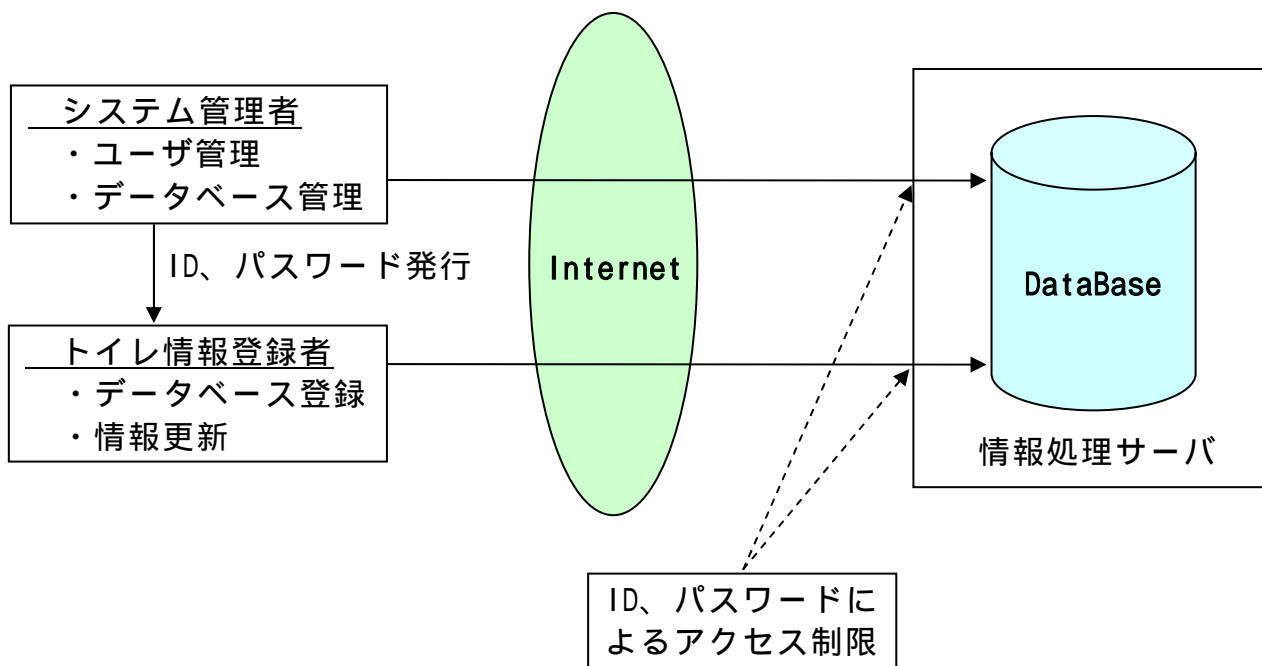 システム管理者
・ユーザ管理
・データベース管理
ID、パスワード発行
トイレ情報登録者
・データベース登録
・情報更新
Internet
DataBase
情報処理サーバ
ID、パスワードに
よるアクセス制限